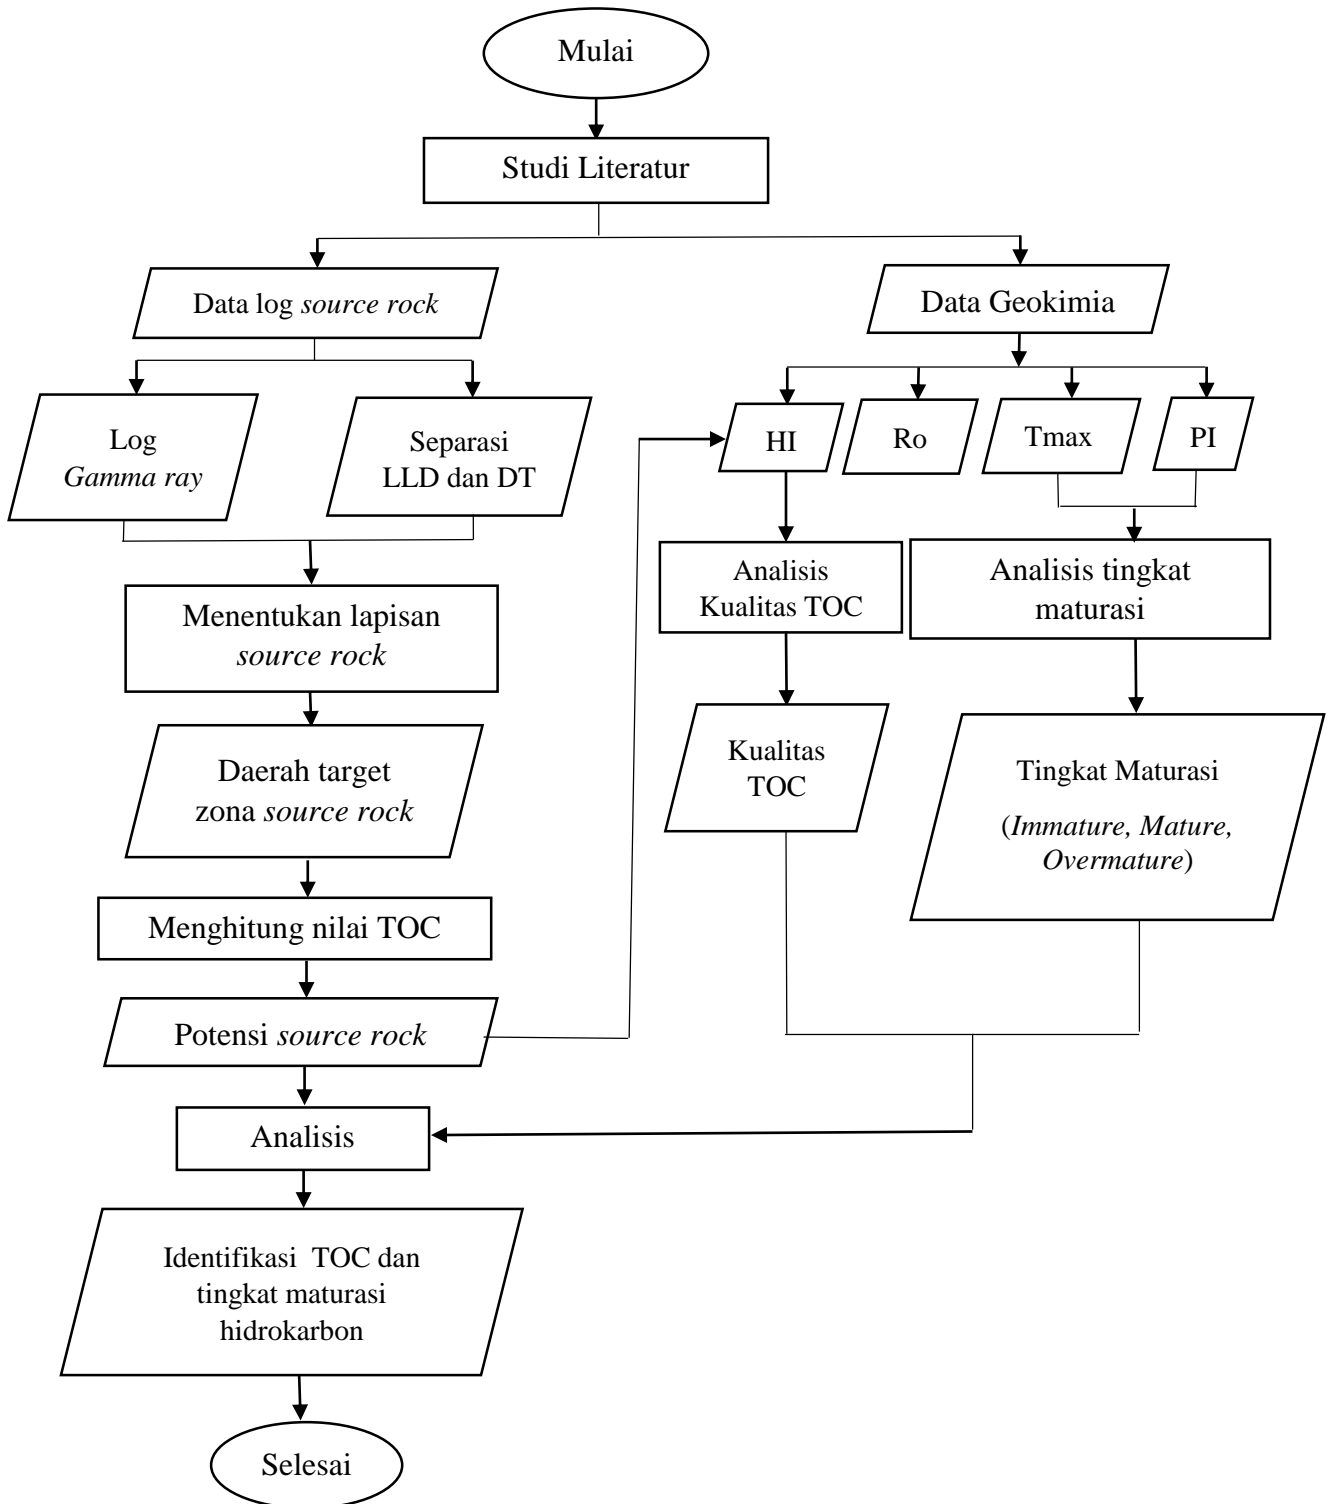 Mulai
Studi Literatur
Data log source rock
Data Geokimia
Log
Gamma ray
Separasi
LLD dan DT
HI
Ro
Tmax
PI
Menentukan lapisan
source rock
Analisis
Kualitas TOC
Analisis tingkat
maturasi
Daerah target
zona source rock
Kualitas
TOC
Tingkat Maturasi
(Immature, Mature,
Overmature)
Menghitung nilai TOC
Potensi source rock
Analisis
Identifikasi TOC dan
tingkat maturasi
hidrokarbon
Selesai